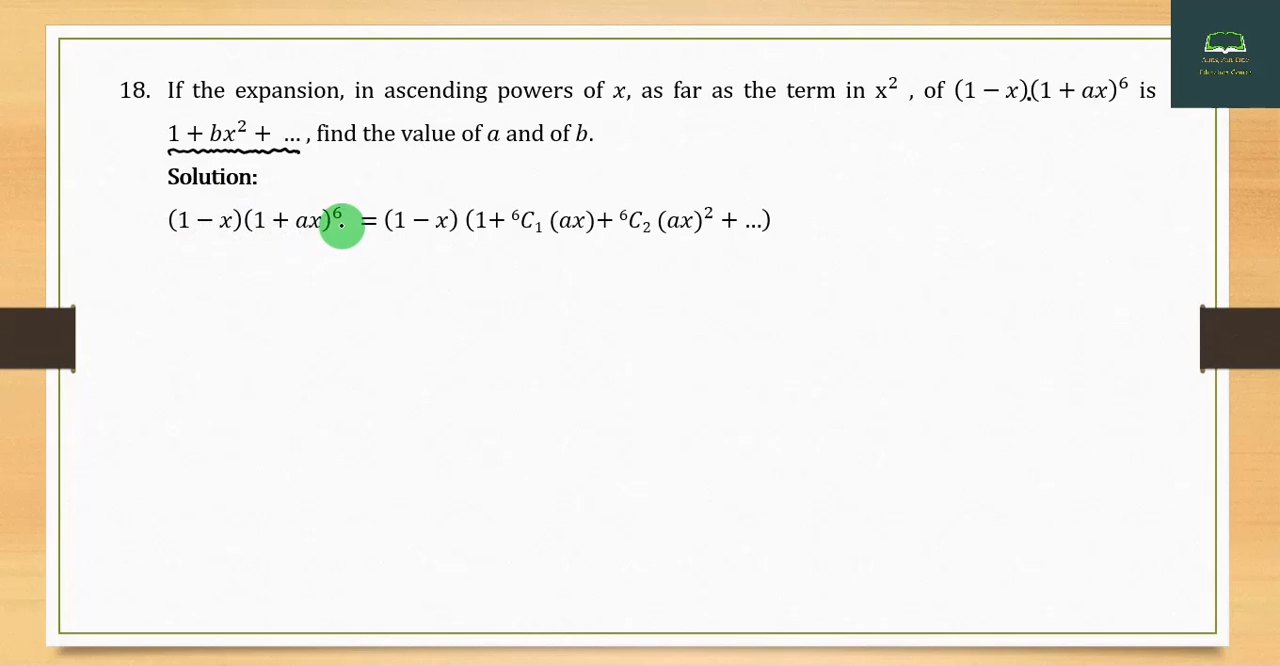 18. If the expansion, in ascending powers of x, as far as the term in x², of (1 − x)(1 + ax)⁶ is
1 + bx² + ... , find the value of a and of b.
Solution:
(1 − x)(1 + ax)⁶ = (1 − x) (1+ ⁶C₁ (ax)+ ⁶C₂ (ax)² + ...)